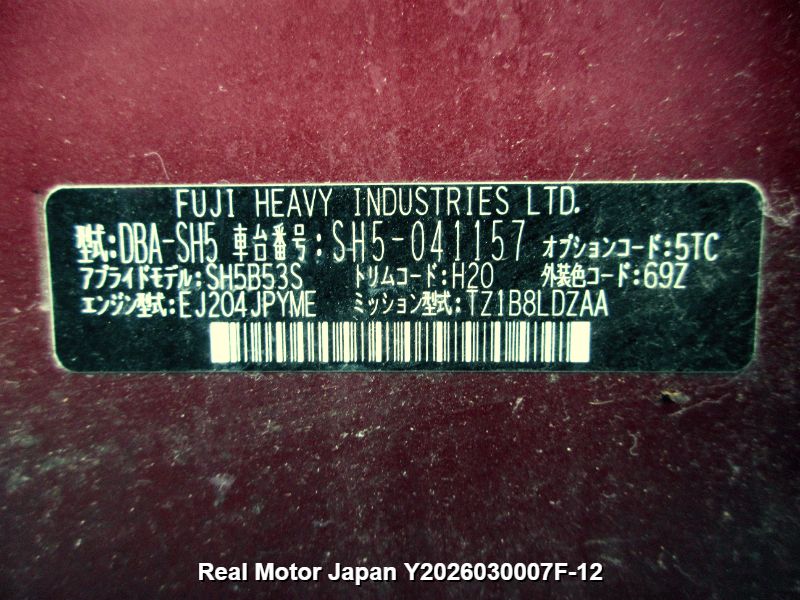 FUJI HEAVY INDUSTRIES LTD.
型式:DBA-SH5 車台番号:SH5-041157 オプションコード:5TC
アプライドモデル:SH5B53S トリムコード:H20 外装色コード:69Z
エンジン型式:EJ204JPYME ミッション型式:TZ1B8LDZAA
Real Motor Japan Y2026030007F-12